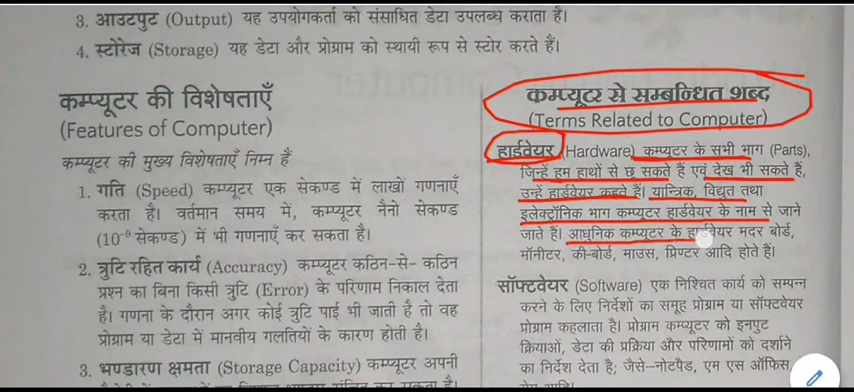 3. आउटपुट (Output) यह उपयोगकर्ता को संसाधित डेटा उपलब्ध कराता है।
4. स्टोरेज (Storage) यह डेटा और प्रोग्राम को स्थायी रूप से स्टोर करते हैं।
कम्प्यूटर की विशेषताएँ
(Features of Computer)
कम्प्यूटर की मुख्य विशेषताएँ निम्न हैं
1. गति (Speed) कम्प्यूटर एक सेकण्ड में लाखों गणनाएँ
करता है। वर्तमान समय में, कम्प्यूटर नैनो सेकण्ड
(10⁻⁹ सेकण्ड) में भी गणनाएँ कर सकता है।
2. त्रुटि रहित कार्य (Accuracy) कम्प्यूटर कठिन-से- कठिन
प्रश्न का बिना किसी त्रुटि (Error) के परिणाम निकाल देता
है। गणना के दौरान अगर कोई त्रुटि पाई भी जाती है तो वह
प्रोग्राम या डेटा में मानवीय गलतियों के कारण होती है।
3. भण्डारण क्षमता (Storage Capacity) कम्प्यूटर अपनी
कम्प्यूटर से सम्बन्धित शब्द
(Terms Related to Computer)
हार्डवेयर (Hardware) कम्प्यूटर के सभी भाग (Parts),
जिन्हें हम हाथों से छू सकते हैं एवं देख भी सकते हैं,
उन्हें हार्डवेयर कहते हैं। यान्त्रिक, विद्युत तथा
इलेक्ट्रॉनिक भाग कम्प्यूटर हार्डवेयर के नाम से जाने
जाते हैं। आधुनिक कम्प्यूटर के हार्डवेयर मदर बोर्ड,
मॉनीटर, की-बोर्ड, माउस, प्रिण्टर आदि होते हैं।
सॉफ्टवेयर (Software) एक निश्चित कार्य को सम्पन्न
करने के लिए निर्देशों का समूह प्रोग्राम या सॉफ्टवेयर
प्रोग्राम कहलाता है। प्रोग्राम कम्प्यूटर को इनपुट
क्रियाओं, डेटा की प्रक्रिया और परिणामों को दर्शाने
का निर्देश देता है; जैसे-नोटपैड, एम एस ऑफिस